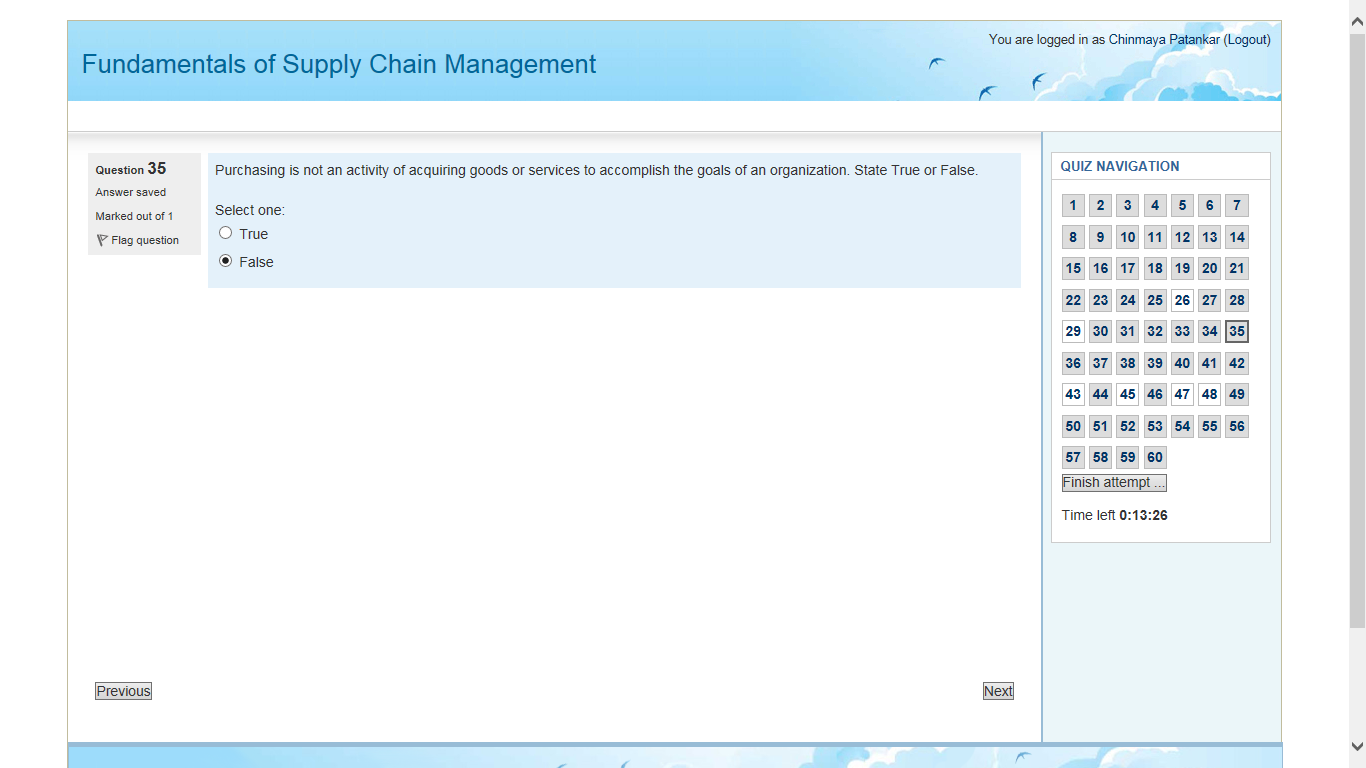 You are logged in as Chinmaya Patankar (Logout)
Fundamentals of Supply Chain Management
Question 35
Answer saved
Marked out of 1
Flag question
Purchasing is not an activity of acquiring goods or services to accomplish the goals of an organization. State True or False.
Select one:
True
False
QUIZ NAVIGATION
1 2 3 4 5 6 7
8 9 10 11 12 13 14
15 16 17 18 19 20 21
22 23 24 25 26 27 28
29 30 31 32 33 34 35
36 37 38 39 40 41 42
43 44 45 46 47 48 49
50 51 52 53 54 55 56
57 58 59 60
Finish attempt ...
Time left 0:13:26
Previous
Next